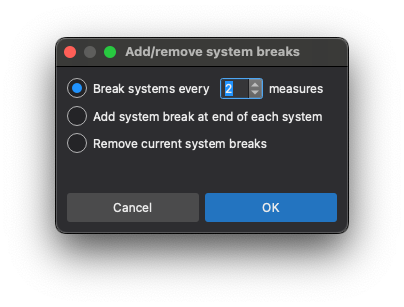 Add/remove system breaks
Break systems every 2 measures
Add system break at end of each system
Remove current system breaks
Cancel OK